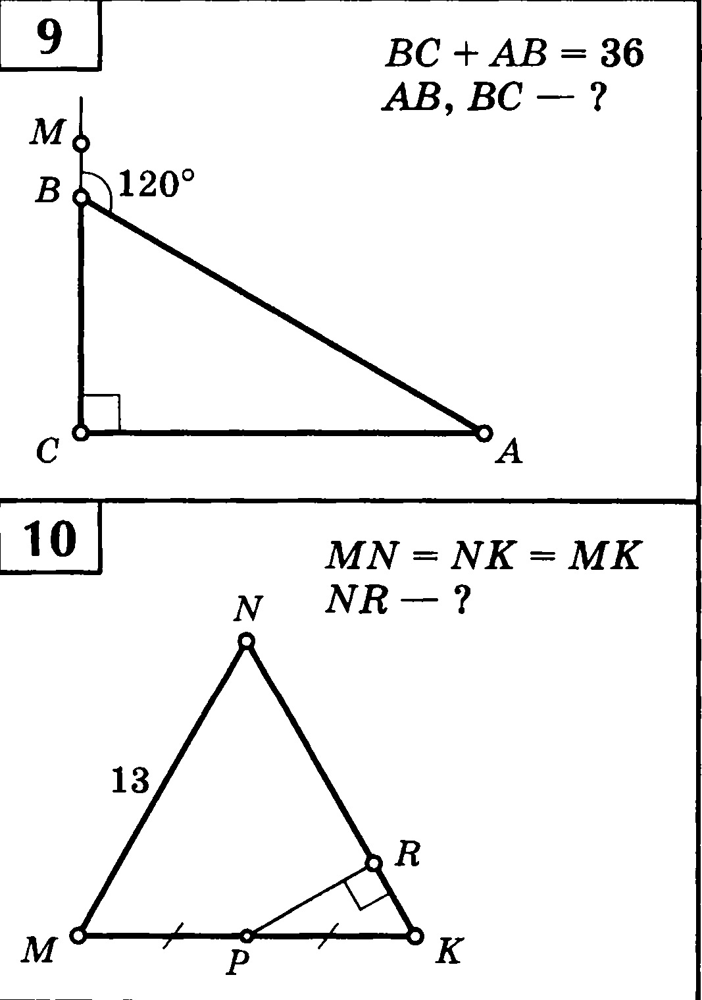 9
BC + AB = 36
AB, BC — ?
M
B
120°
C
A
10
MN = NK = MK
NR — ?
N
13
R
M
P
K